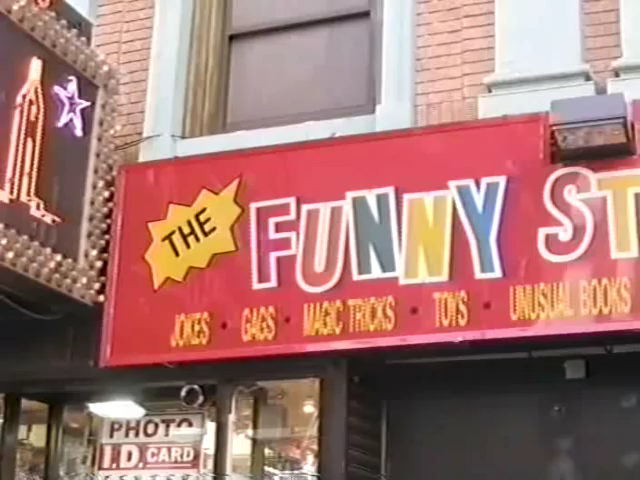 THE
FUNNY ST
JOKES · GAGS · MAGIC TRICKS · TOYS · UNUSUAL BOOKS
PHOTO
I.D. CARD